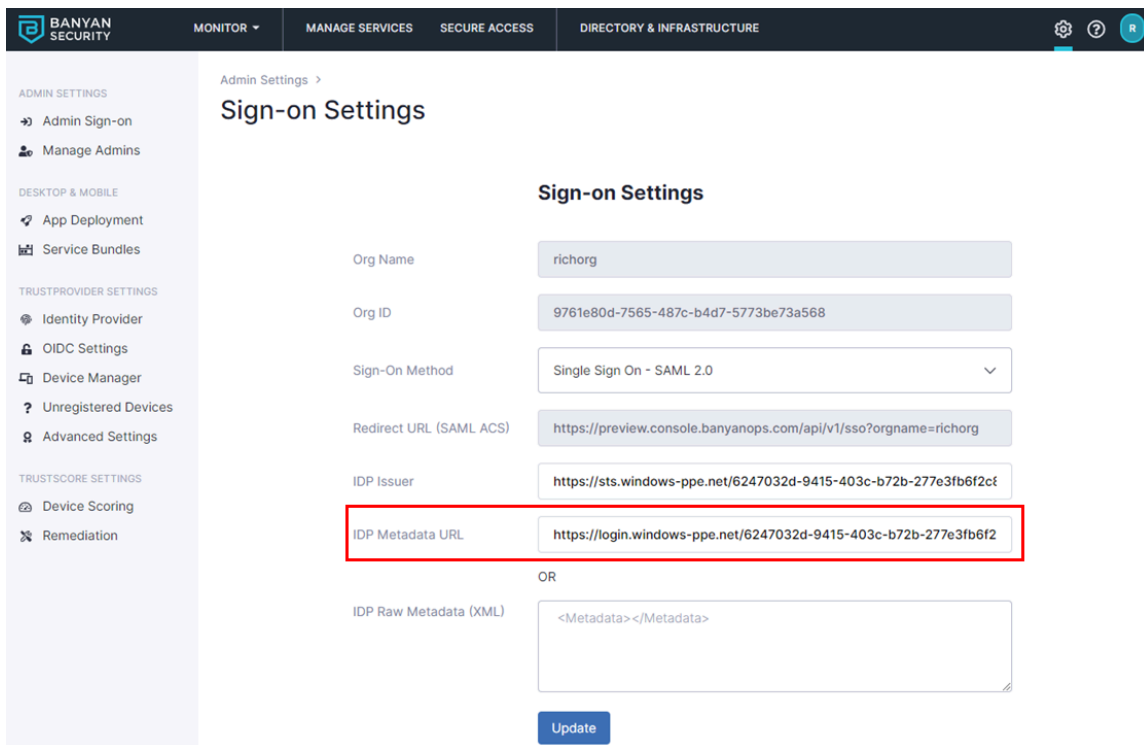 BANYAN
SECURITY
MONITOR
MANAGE SERVICES
SECURE ACCESS
DIRECTORY & INFRASTRUCTURE
R
ADMIN SETTINGS
Admin Sign-on
Manage Admins
DESKTOP & MOBILE
App Deployment
Service Bundles
TRUSTPROVIDER SETTINGS
Identity Provider
OIDC Settings
Device Manager
Unregistered Devices
Advanced Settings
TRUSTSCORE SETTINGS
Device Scoring
Remediation
Admin Settings >
Sign-on Settings
Sign-on Settings
Org Name
richorg
Org ID
9761e80d-7565-487c-b4d7-5773be73a568
Sign-On Method
Single Sign On - SAML 2.0
Redirect URL (SAML ACS)
https://preview.console.banyanops.com/api/v1/sso?orgname=richorg
IDP Issuer
https://sts.windows-ppe.net/6247032d-9415-403c-b72b-277e3fb6f2c8
IDP Metadata URL
https://login.windows-ppe.net/6247032d-9415-403c-b72b-277e3fb6f2
OR
IDP Raw Metadata (XML)
<Metadata></Metadata>
Update